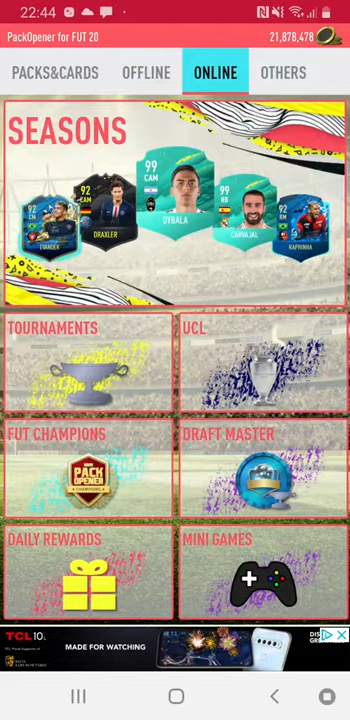 22:44
PackOpener for FUT 20
21,878,478
PACKS&CARDS
OFFLINE
ONLINE
OTHERS
SEASONS
92
CM
EVANDER
92
CAM
DRAXLER
99
CAM
DYBALA
99
CARVAJAL
92
RAPHINHA
TOURNAMENTS
UCL
FUT CHAMPIONS
PACK
OPENER
CHAMPIONS
DRAFT MASTER
DAILY REWARDS
MINI GAMES
TCL 10L
MADE FOR WATCHING